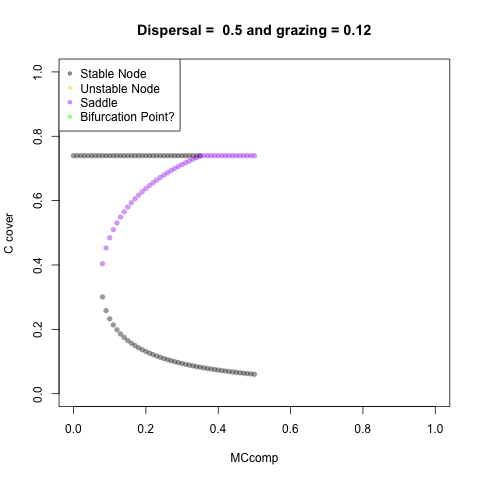 Dispersal = 0.5 and grazing = 0.12
Stable Node
Unstable Node
Saddle
Bifurcation Point?
C cover
1.0
0.8
0.6
0.4
0.2
0.0
0.0 0.2 0.4 0.6 0.8 1.0
MCcomp